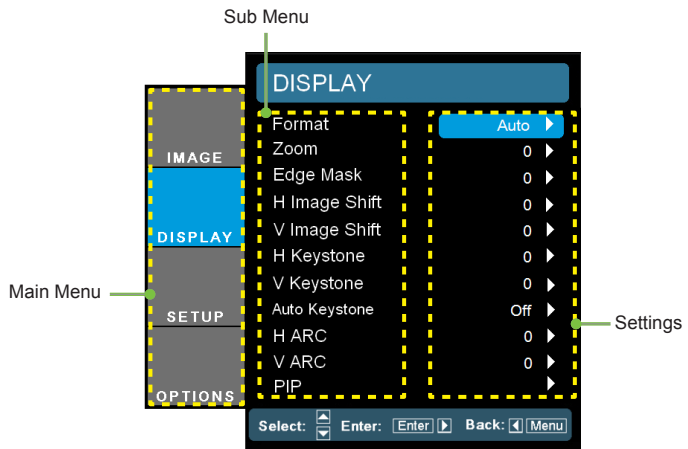 Sub Menu
DISPLAY
Format Auto
Zoom 0
Edge Mask 0
H Image Shift 0
V Image Shift 0
H Keystone 0
V Keystone 0
Auto Keystone Off
H ARC 0
V ARC 0
PIP
IMAGE
DISPLAY
SETUP
OPTIONS
Main Menu
Settings
Select: Enter: Enter Back: Menu